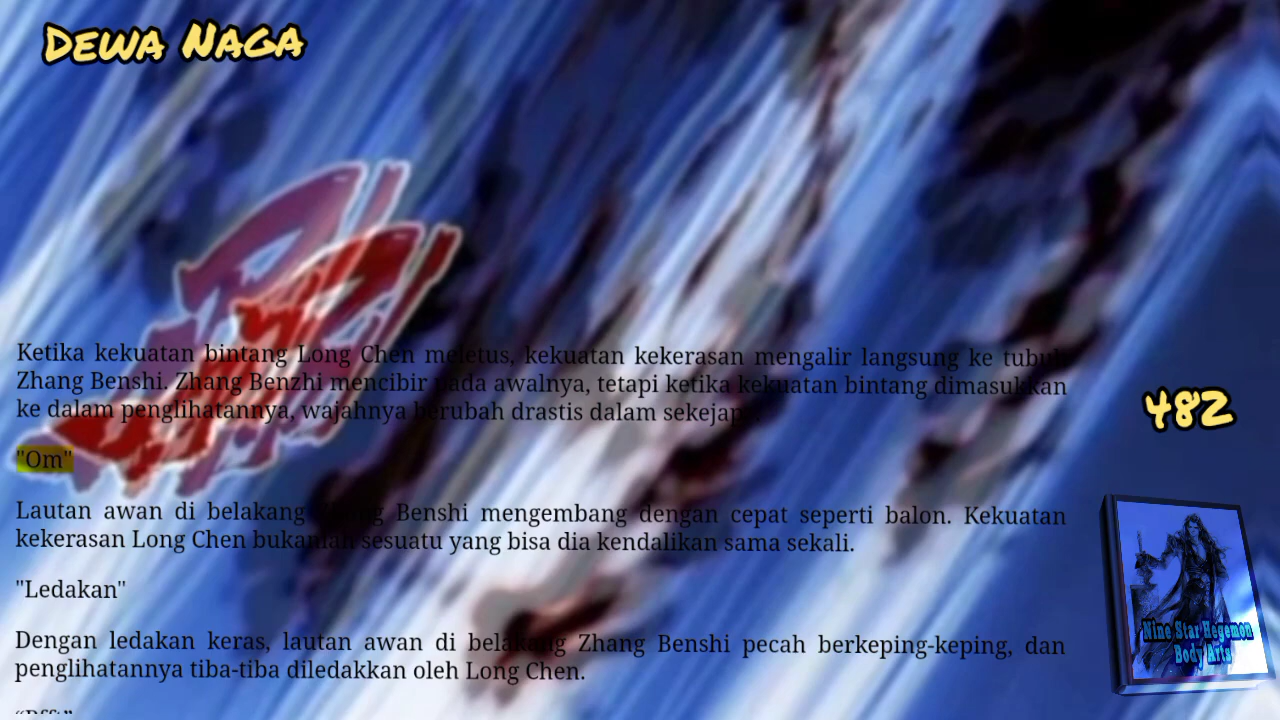 Dewa Naga
Ketika kekuatan bintang Long Chen meletus, kekuatan kekerasan mengalir langsung ke tubuh
Zhang Benshi. Zhang Benzhi mencibir pada awalnya, tetapi ketika kekuatan bintang dimasukkan
ke dalam penglihatannya, wajahnya berubah drastis dalam sekejap.
482
"Om"
Lautan awan di belakang Zhang Benshi mengembang dengan cepat seperti balon. Kekuatan
kekerasan Long Chen bukanlah sesuatu yang bisa dia kendalikan sama sekali.
"Ledakan"
Dengan ledakan keras, lautan awan di belakang Zhang Benshi pecah berkeping-keping, dan
penglihatannya tiba-tiba diledakkan oleh Long Chen.
Nine Star Hegemon
Body Arts